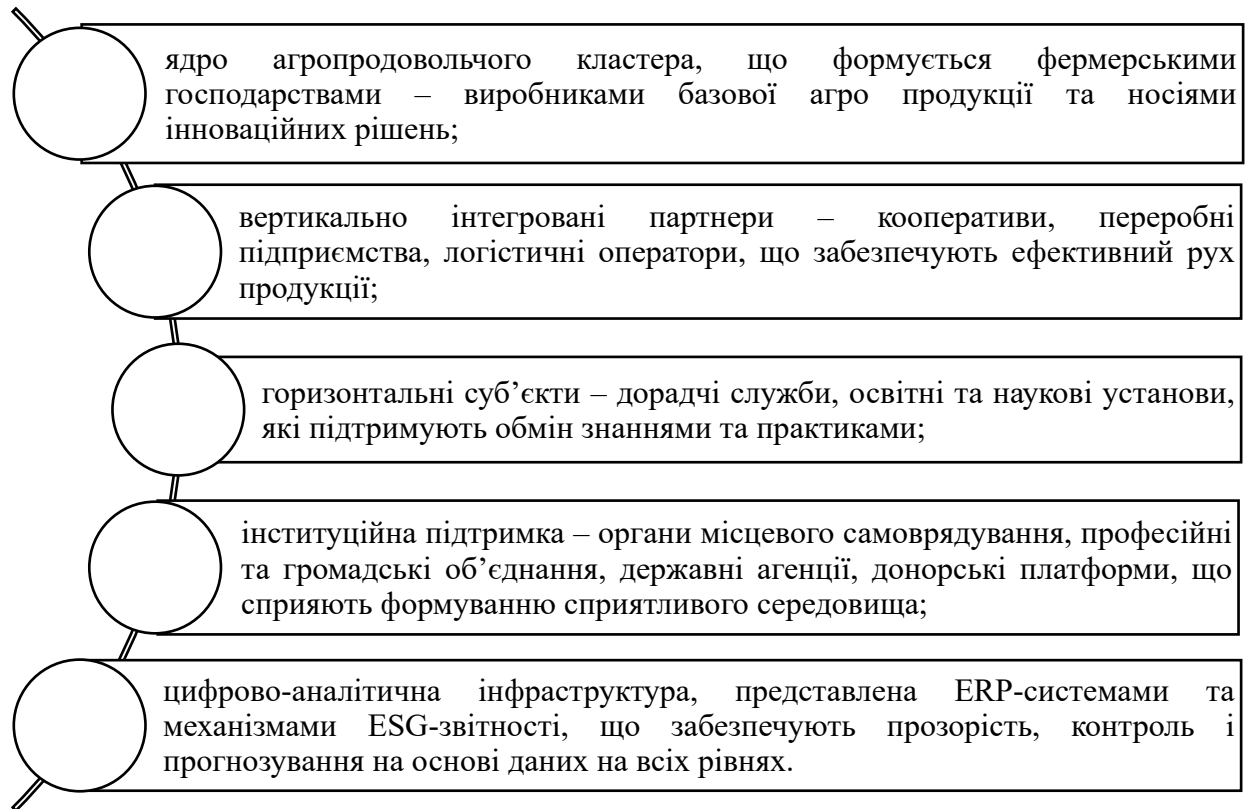 ядро агропродовольчого кластера, що формується фермерськими
господарствами – виробниками базової агро продукції та носіями
інноваційних рішень;
вертикально інтегровані партнери – кооперативи, переробні
підприємства, логістичні оператори, що забезпечують ефективний рух
продукції;
горизонтальні суб’єкти – дорадчі служби, освітні та наукові установи,
які підтримують обмін знаннями та практиками;
інституційна підтримка – органи місцевого самоврядування, професійні
та громадські об’єднання, державні агенції, донорські платформи, що
сприяють формуванню сприятливого середовища;
цифрово-аналітична інфраструктура, представлена ERP-системами та
механізмами ESG-звітності, що забезпечують прозорість, контроль і
прогнозування на основі даних на всіх рівнях.